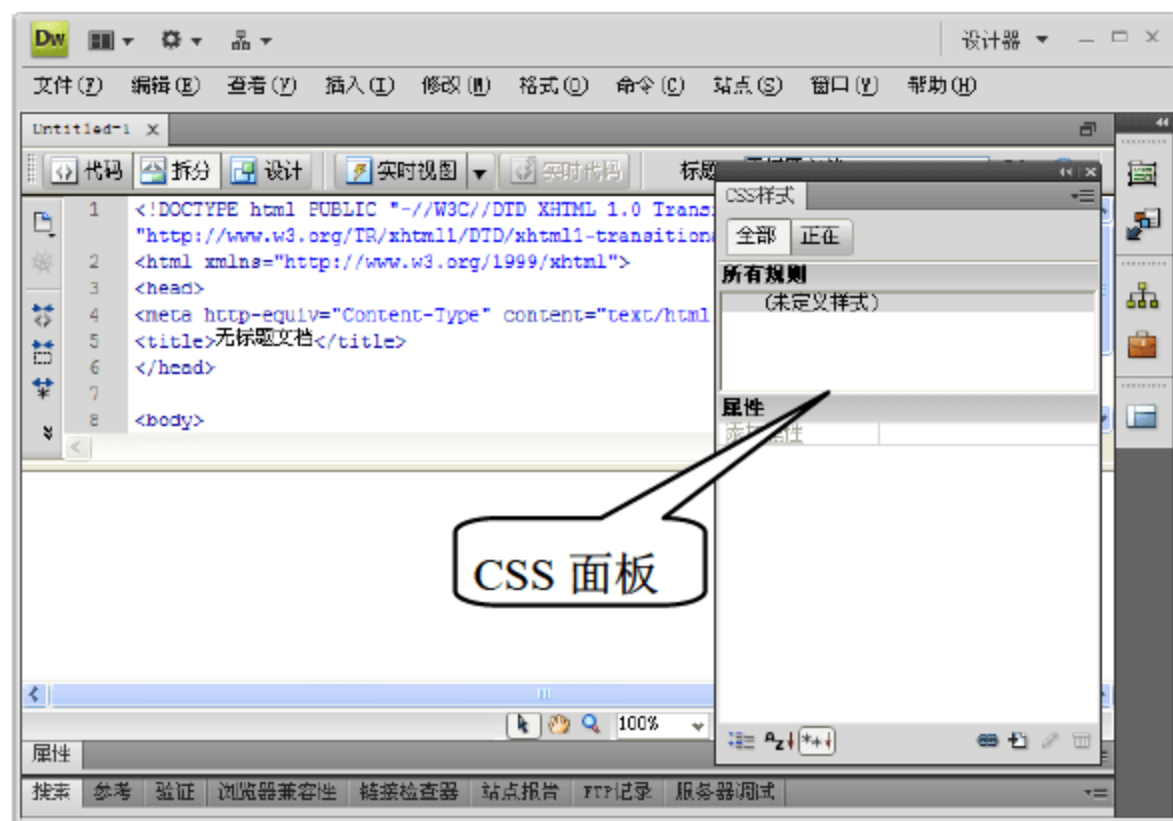 Dw 设计器
文件(F) 编辑(E) 查看(V) 插入(I) 修改(M) 格式(O) 命令(C) 站点(S) 窗口(W) 帮助(H)
Untitled-1 X
代码 拆分 设计 实时视图 实时代码 标题
1 <!DOCTYPE html PUBLIC "-//W3C//DTD XHTML 1.0 Trans
"http://www.w3.org/TR/xhtml1/DTD/xhtml1-transition
2 <html xmlns="http://www.w3.org/1999/xhtml">
3 <head>
4 <meta http-equiv="Content-Type" content="text/html
5 <title>无标题文档</title>
6 </head>
7
8 <body>
CSS样式
全部 正在
所有规则
(未定义样式)
属性
CSS 面板
100%
属性
搜索 参考 验证 浏览器兼容性 链接检查器 站点报告 FTP记录 服务器调试